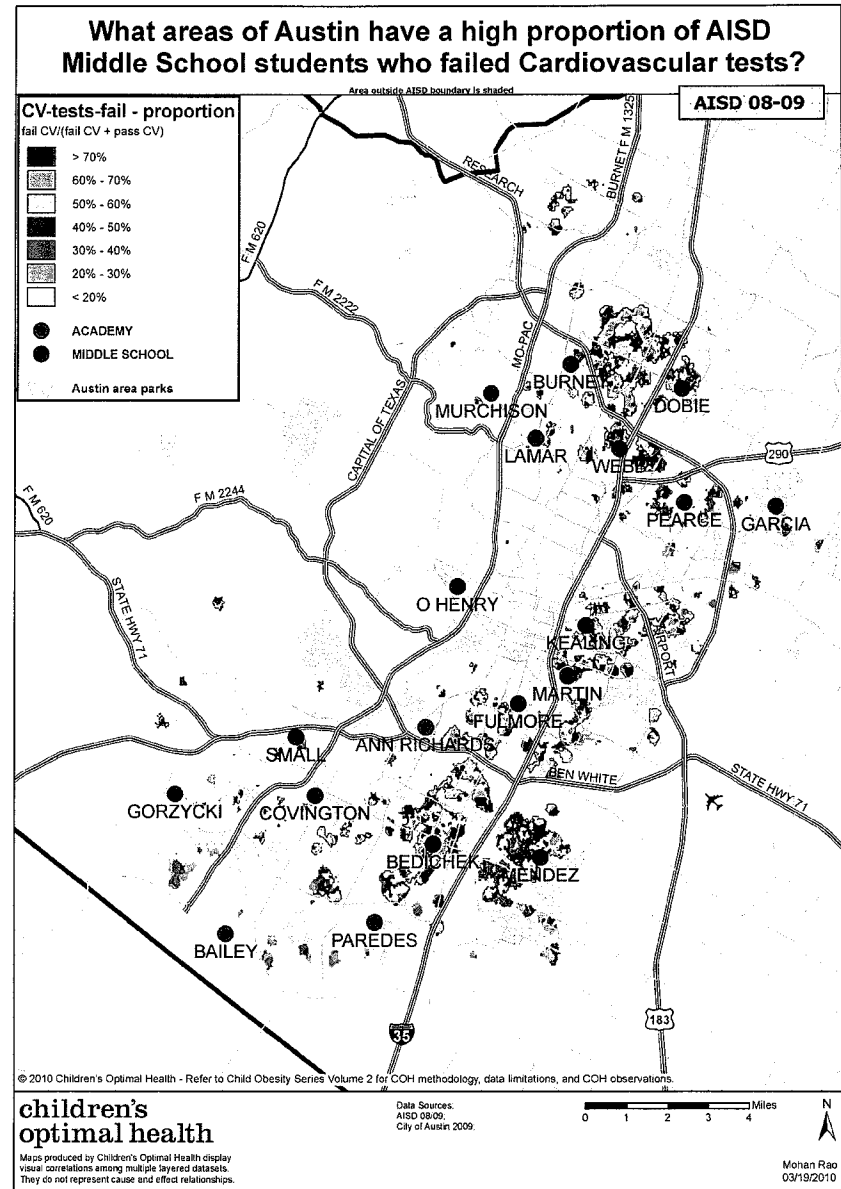 What areas of Austin have a high proportion of AISD
Middle School students who failed Cardiovascular tests?
Area outside AISD boundary is shaded
AISD 08-09
CV-tests-fail - proportion
fail CV/(fail CV + pass CV)
> 70%
60% - 70%
50% - 60%
40% - 50%
30% - 40%
20% - 30%
< 20%
ACADEMY
MIDDLE SCHOOL
Austin area parks
RESEARCH
BURNET F M 1325
F M 620
F M 2222
MO-PAC
CAPITAL OF TEXAS
BURNET
MURCHISON
DOBIE
LAMAR
WEBB
290
F M 620
F M 2244
PEARCE
GARCIA
STATE HWY 71
O HENRY
KEALING
AIRPORT
MARTIN
FULMORE
SMALL
ANN RICHARDS
BEN WHITE
STATE HWY 71
GORZYCKI
COVINGTON
BEDICHEK
MENDEZ
BAILEY
PAREDES
35
183
© 2010 Children's Optimal Health - Refer to Child Obesity Series Volume 2 for COH methodology, data limitations, and COH observations.
children's
optimal health
Maps produced by Children's Optimal Health display
visual correlations among multiple layered datasets.
They do not represent cause and effect relationships.
Data Sources:
AISD 08/09;
City of Austin 2009.
Miles
0 1 2 3 4
N
Mohan Rao
03/19/2010